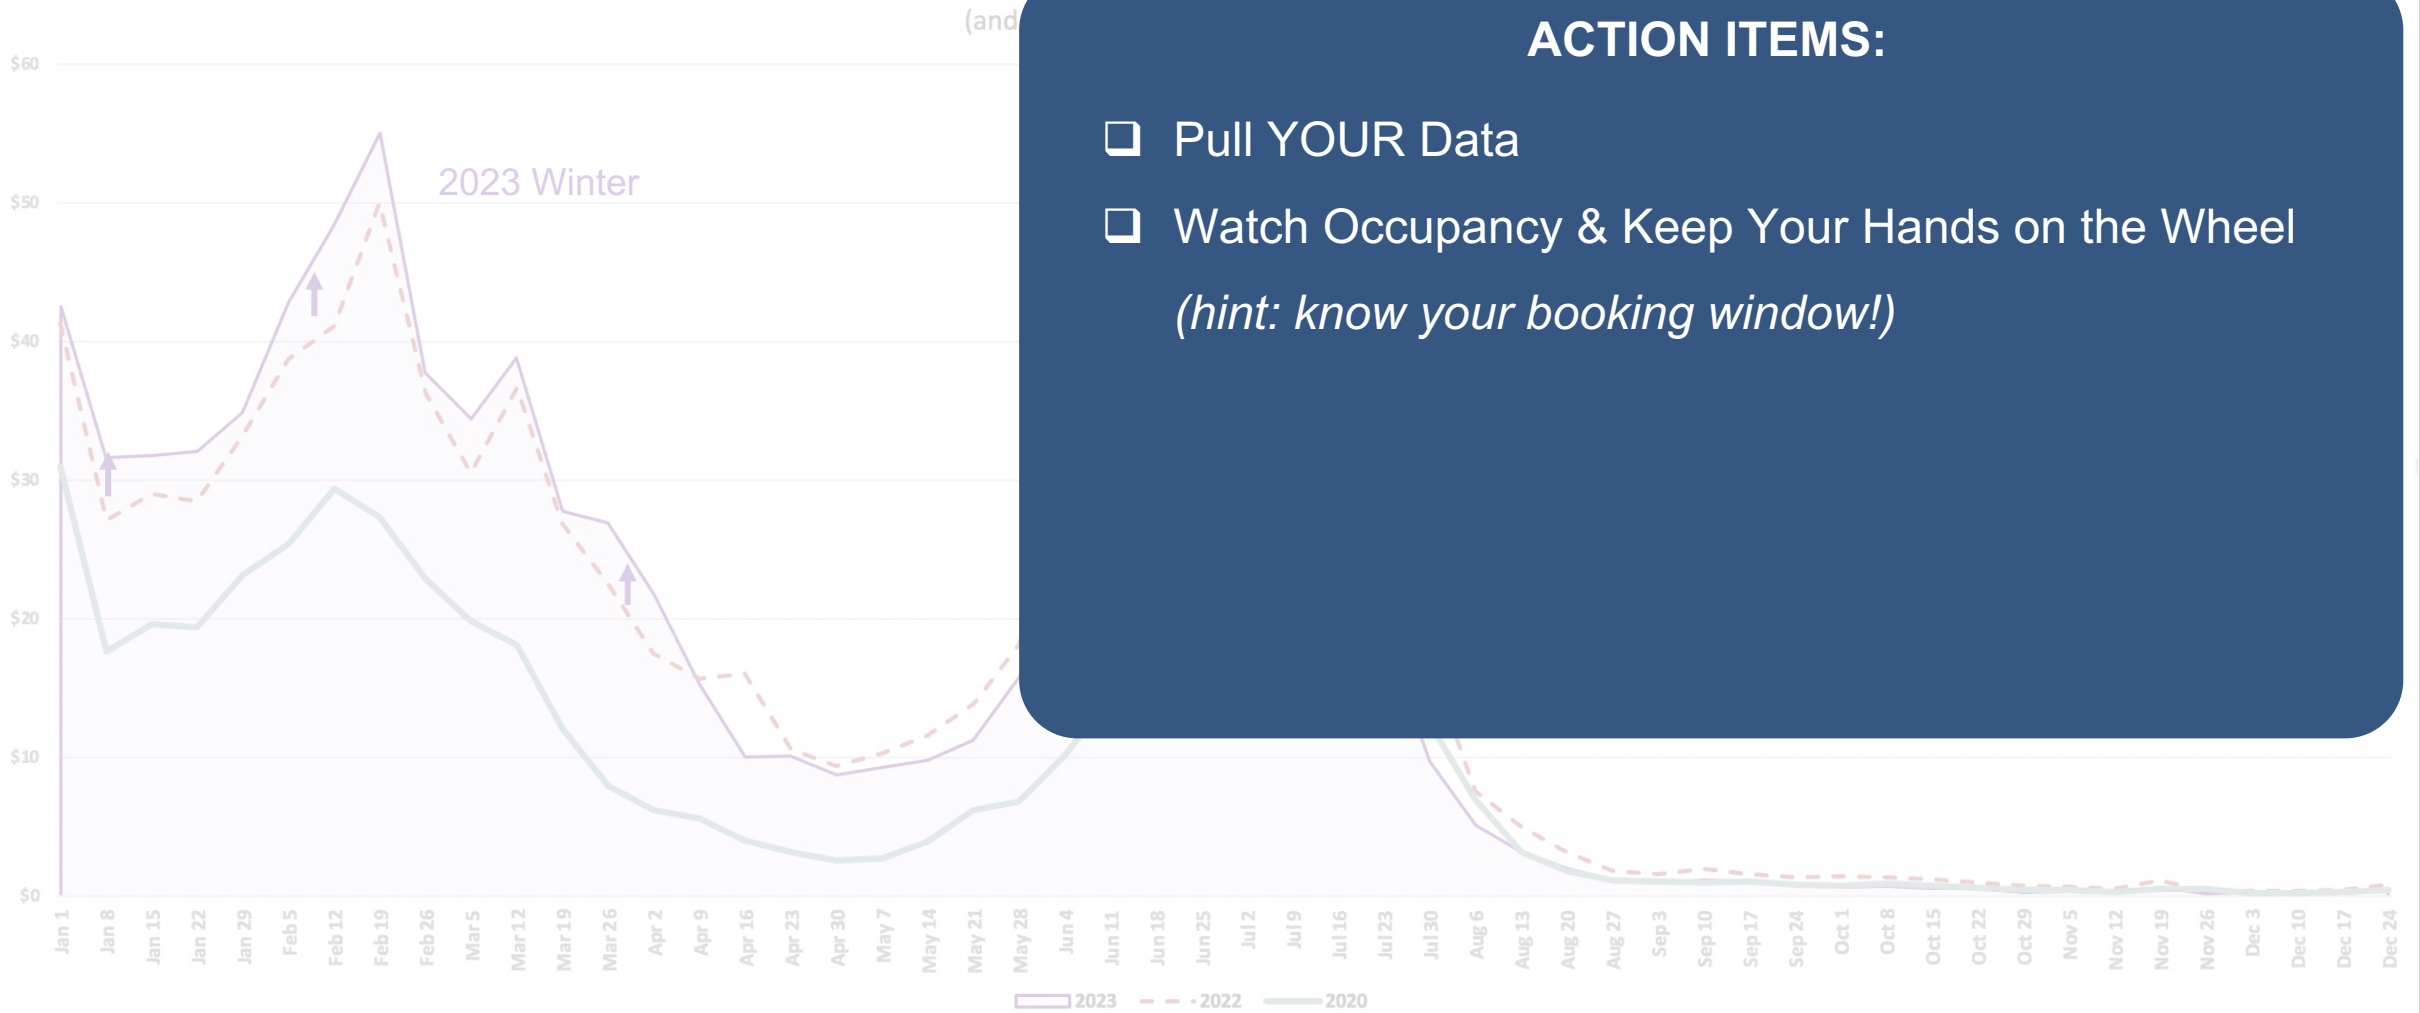 (and
ACTION ITEMS:
❑ Pull YOUR Data
❑ Watch Occupancy & Keep Your Hands on the Wheel
(hint: know your booking window!)
2023 Winter
$60
$50
$40
$30
$20
$10
$0
Jan 1
Jan 8
Jan 15
Jan 22
Jan 29
Feb 5
Feb 12
Feb 19
Feb 26
Mar 5
Mar 12
Mar 19
Mar 26
Apr 2
Apr 9
Apr 16
Apr 23
Apr 30
May 7
May 14
May 21
May 28
Jun 4
Jun 11
Jun 18
Jun 25
Jul 2
Jul 9
Jul 16
Jul 23
Jul 30
Aug 6
Aug 13
Aug 20
Aug 27
Sep 3
Sep 10
Sep 17
Sep 24
Oct 1
Oct 8
Oct 15
Oct 22
Oct 29
Nov 5
Nov 12
Nov 19
Nov 26
Dec 3
Dec 10
Dec 17
Dec 24
2023 2022 2020